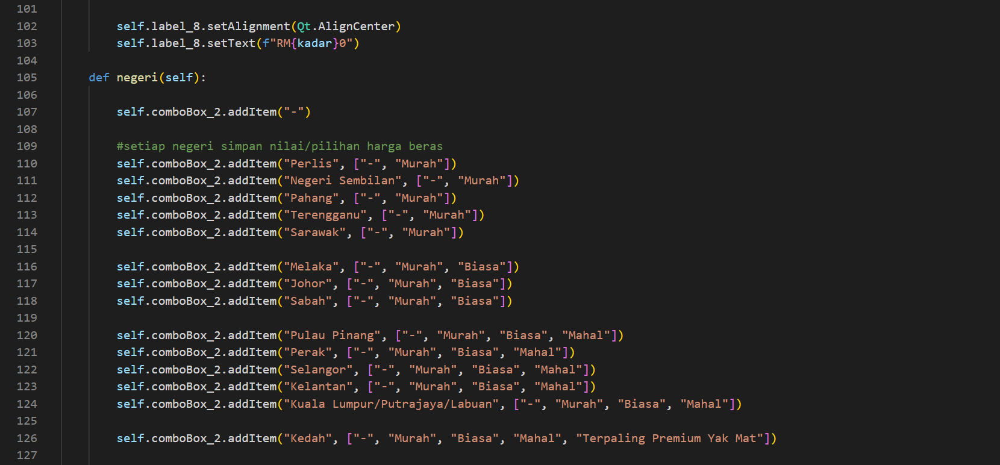 101
102 self.label_8.setAlignment(Qt.AlignCenter)
103 self.label_8.setText(f"RM{kadar}0")
104
105 def negeri(self):
106
107 self.comboBox_2.addItem("-")
108
109 #setiap negeri simpan nilai/pilihan harga beras
110 self.comboBox_2.addItem("Perlis", ["-", "Murah"])
111 self.comboBox_2.addItem("Negeri Sembilan", ["-", "Murah"])
112 self.comboBox_2.addItem("Pahang", ["-", "Murah"])
113 self.comboBox_2.addItem("Terengganu", ["-", "Murah"])
114 self.comboBox_2.addItem("Sarawak", ["-", "Murah"])
115
116 self.comboBox_2.addItem("Melaka", ["-", "Murah", "Biasa"])
117 self.comboBox_2.addItem("Johor", ["-", "Murah", "Biasa"])
118 self.comboBox_2.addItem("Sabah", ["-", "Murah", "Biasa"])
119
120 self.comboBox_2.addItem("Pulau Pinang", ["-", "Murah", "Biasa", "Mahal"])
121 self.comboBox_2.addItem("Perak", ["-", "Murah", "Biasa", "Mahal"])
122 self.comboBox_2.addItem("Selangor", ["-", "Murah", "Biasa", "Mahal"])
123 self.comboBox_2.addItem("Kelantan", ["-", "Murah", "Biasa", "Mahal"])
124 self.comboBox_2.addItem("Kuala Lumpur/Putrajaya/Labuan", ["-", "Murah", "Biasa", "Mahal"])
125
126 self.comboBox_2.addItem("Kedah", ["-", "Murah", "Biasa", "Mahal", "Terpaling Premium Yak Mat"])
127